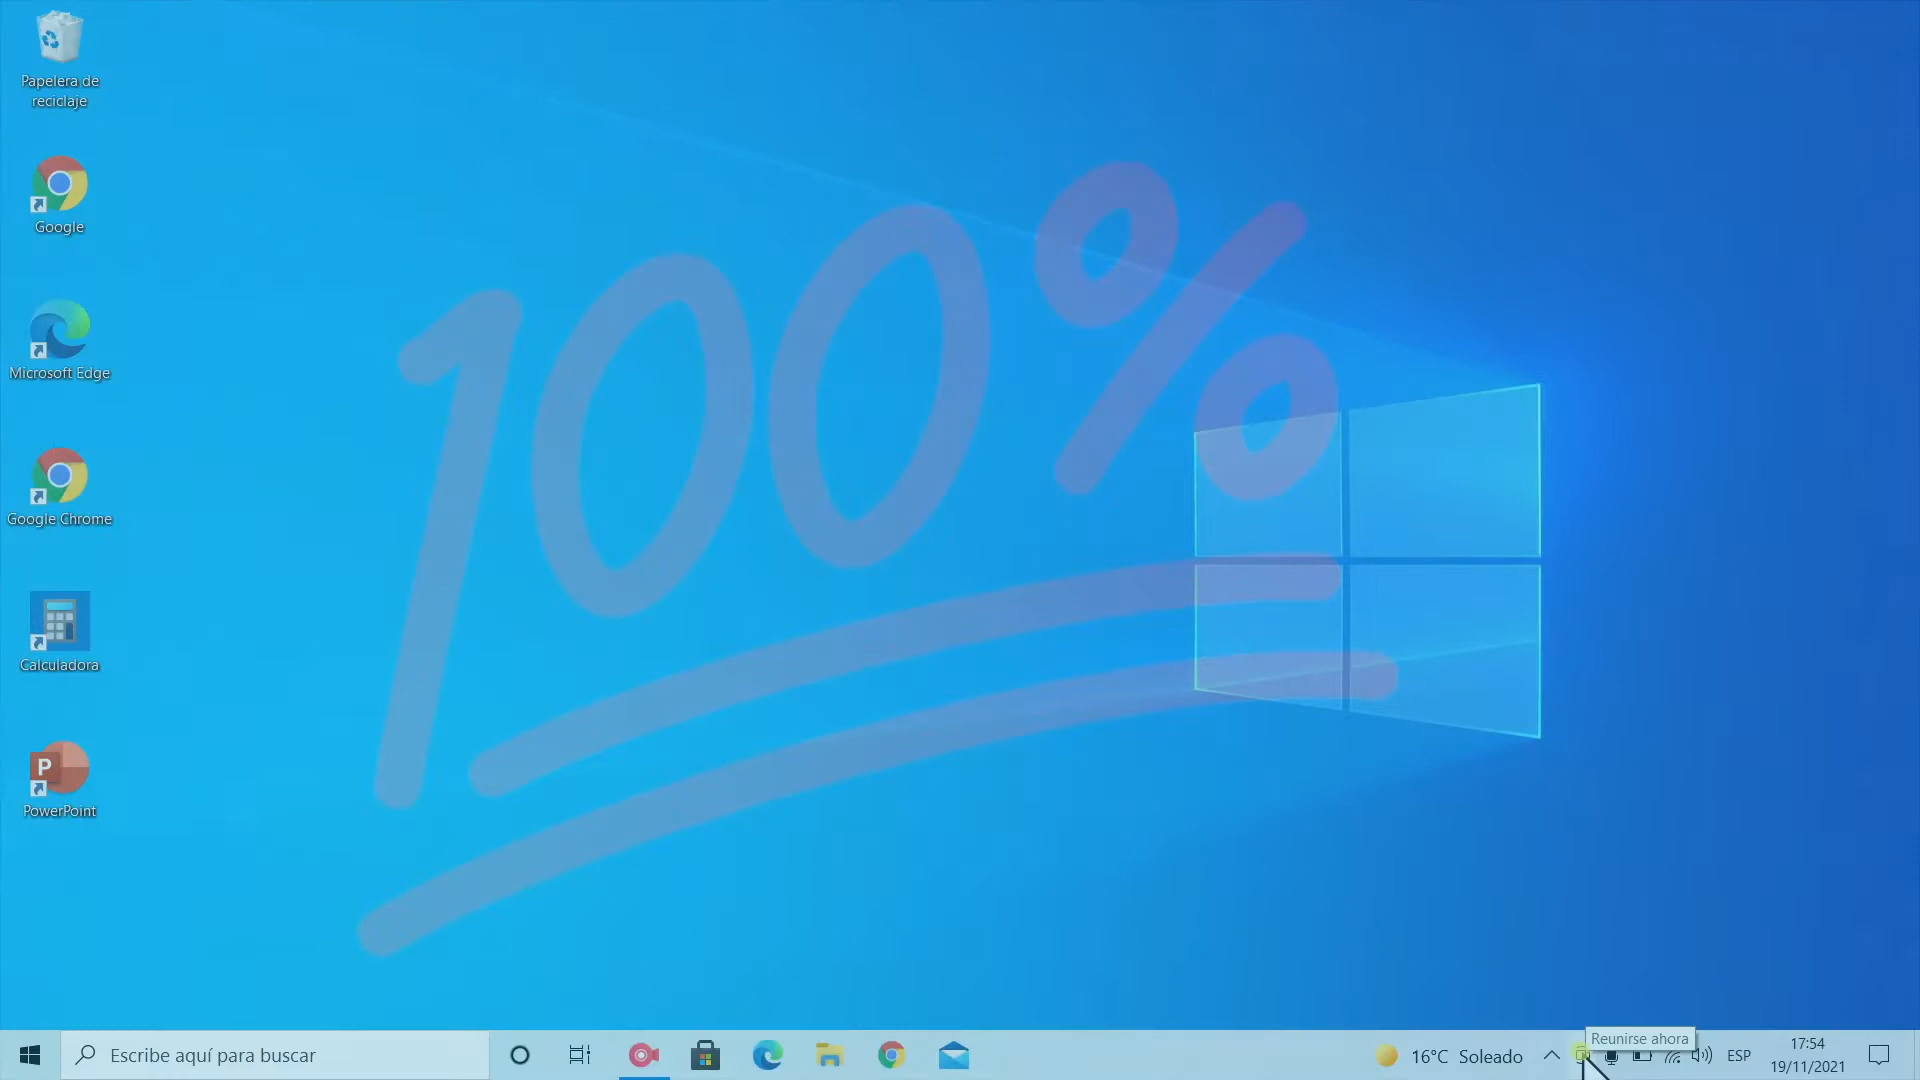 Papelera de
reciclaje
Google
Microsoft Edge
Google Chrome
Calculadora
P
PowerPoint
100%
Escribe aquí para buscar
16°C Soleado
Reunirse ahora
ESP
17:54
19/11/2021